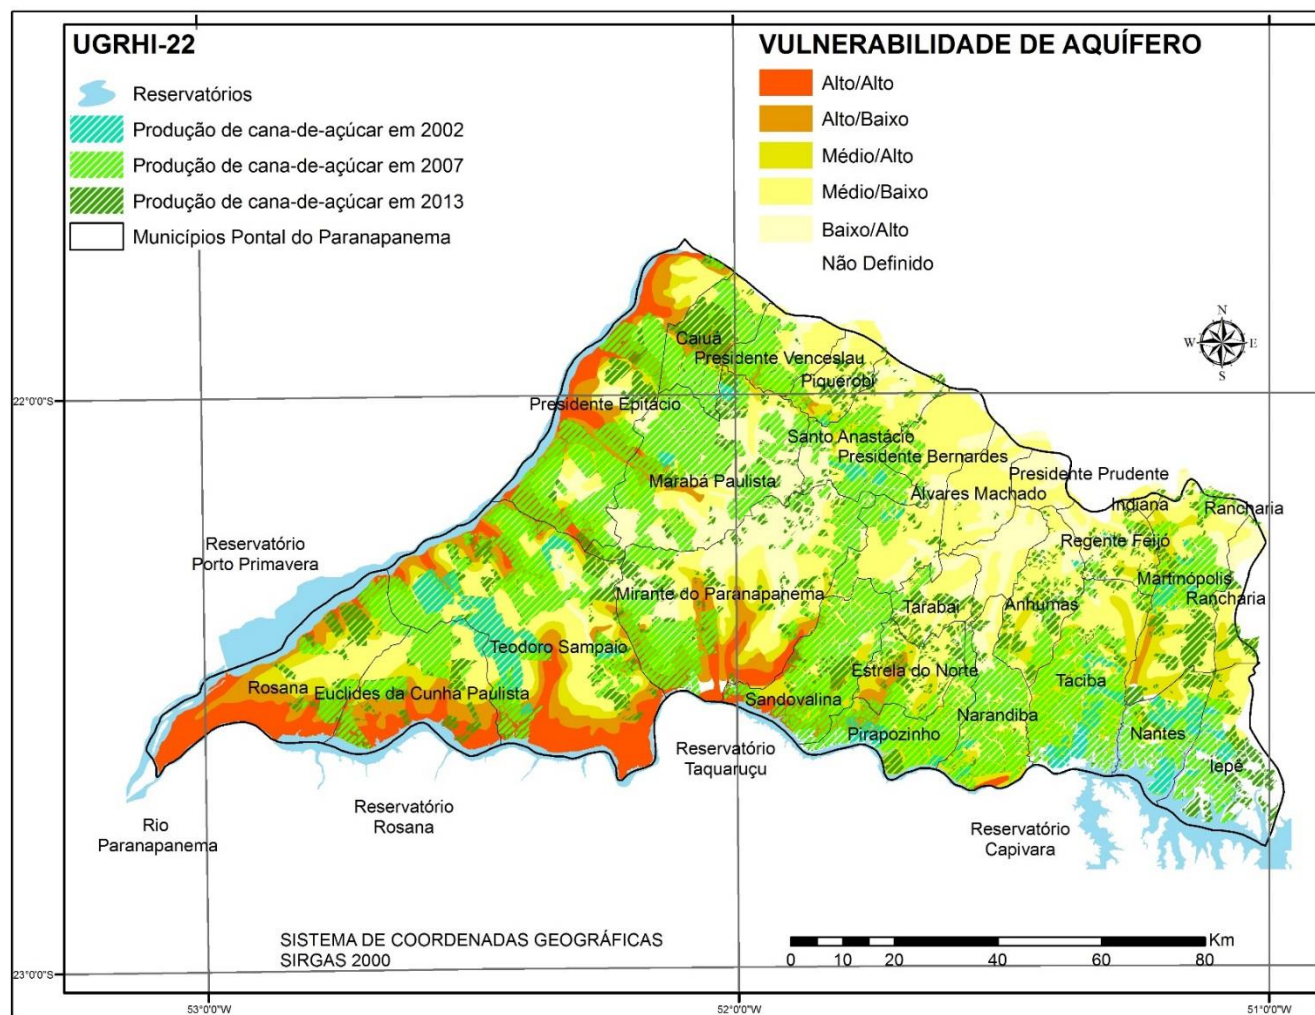 UGRHI-22
Reservatórios
Produção de cana-de-açúcar em 2002
Produção de cana-de-açúcar em 2007
Produção de cana-de-açúcar em 2013
Municípios Pontal do Paranapanema
VULNERABILIDADE DE AQUÍFERO
Alto/Alto
Alto/Baixo
Médio/Alto
Médio/Baixo
Baixo/Alto
Não Definido
N
W E
S
Caiuá
Presidente Venceslau
Piquerobi
22°0'0"S
Presidente Epitácio
Santo Anastácio
Presidente Bernardes
Marabá Paulista
Presidente Prudente
Álvares Machado
Indiana
Rancharia
Regente Feijó
Reservatório
Porto Primavera
Martinópolis
Rancharia
Mirante do Paranapanema
Tarabai
Anhumas
Teodoro Sampaio
Estrela do Norte
Taciba
Rosana
Euclides da Cunha Paulista
Sandovalina
Narandiba
Pirapozinho
Nantes
Iepê
Reservatório
Taquaruçu
Reservatório
Rosana
Rio
Paranapanema
Reservatório
Capivara
SISTEMA DE COORDENADAS GEOGRÁFICAS
SIRGAS 2000
Km
0 10 20 40 60 80
23°0'0"S
53°0'0"W 52°0'0"W 51°0'0"W